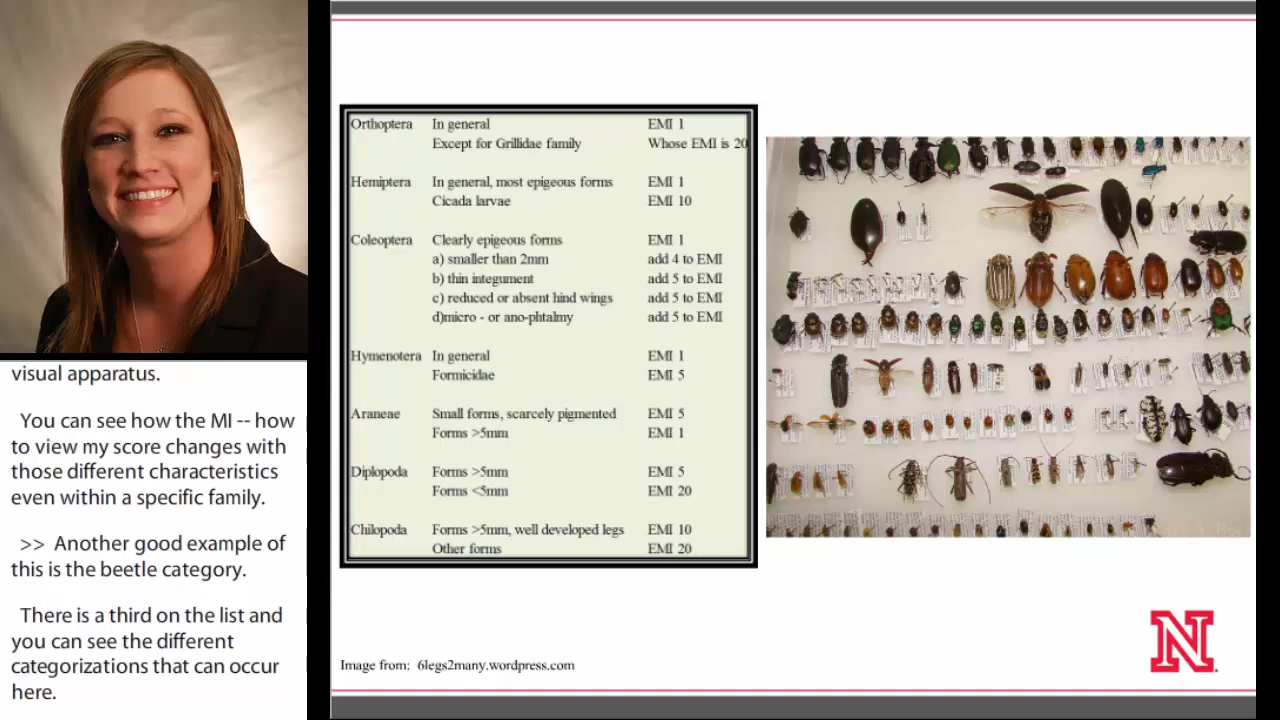 visual apparatus.
You can see how the MI -- how
to view my score changes with
those different characteristics
even within a specific family.
>> Another good example of
this is the beetle category.
There is a third on the list and
you can see the different
categorizations that can occur
here.
Orthoptera In general EMI 1
Except for Grillidae family Whose EMI is 20
Hemiptera In general, most epigeous forms EMI 1
Cicada larvae EMI 10
Coleoptera Clearly epigeous forms EMI 1
a) smaller than 2mm add 4 to EMI
b) thin integument add 5 to EMI
c) reduced or absent hind wings add 5 to EMI
d)micro - or ano-phtalmy add 5 to EMI
Hymenotera In general EMI 1
Formicidae EMI 5
Araneae Small forms, scarcely pigmented EMI 5
Forms >5mm EMI 1
Diplopoda Forms >5mm EMI 5
Forms <5mm EMI 20
Chilopoda Forms >5mm, well developed legs EMI 10
Other forms EMI 20
Image from: 6legs2many.wordpress.com
N